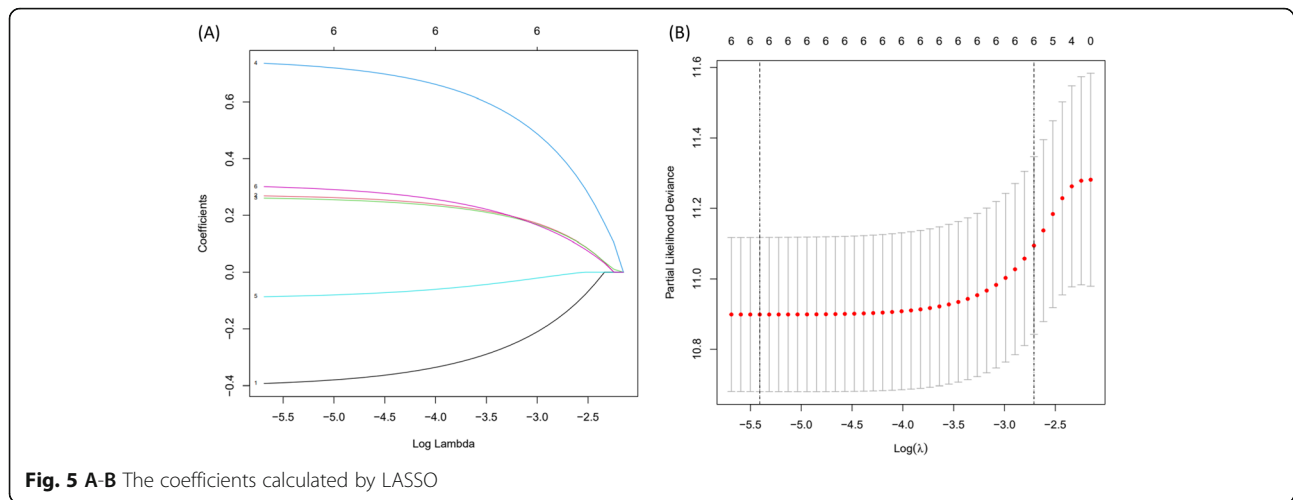 (A)
6 6 6
Coefficients
0.6
0.4
0.2
0.0
−0.2
−0.4
4
6
3
5
1
−5.5 −5.0 −4.5 −4.0 −3.5 −3.0 −2.5
Log Lambda
(B)
6 6 6 6 6 6 6 6 6 6 6 6 6 6 6 6 6 5 4 0
Partial Likelihood Deviance
11.6
11.4
11.2
11.0
10.8
−5.5 −5.0 −4.5 −4.0 −3.5 −3.0 −2.5
Log(λ)
Fig. 5 A-B The coefficients calculated by LASSO